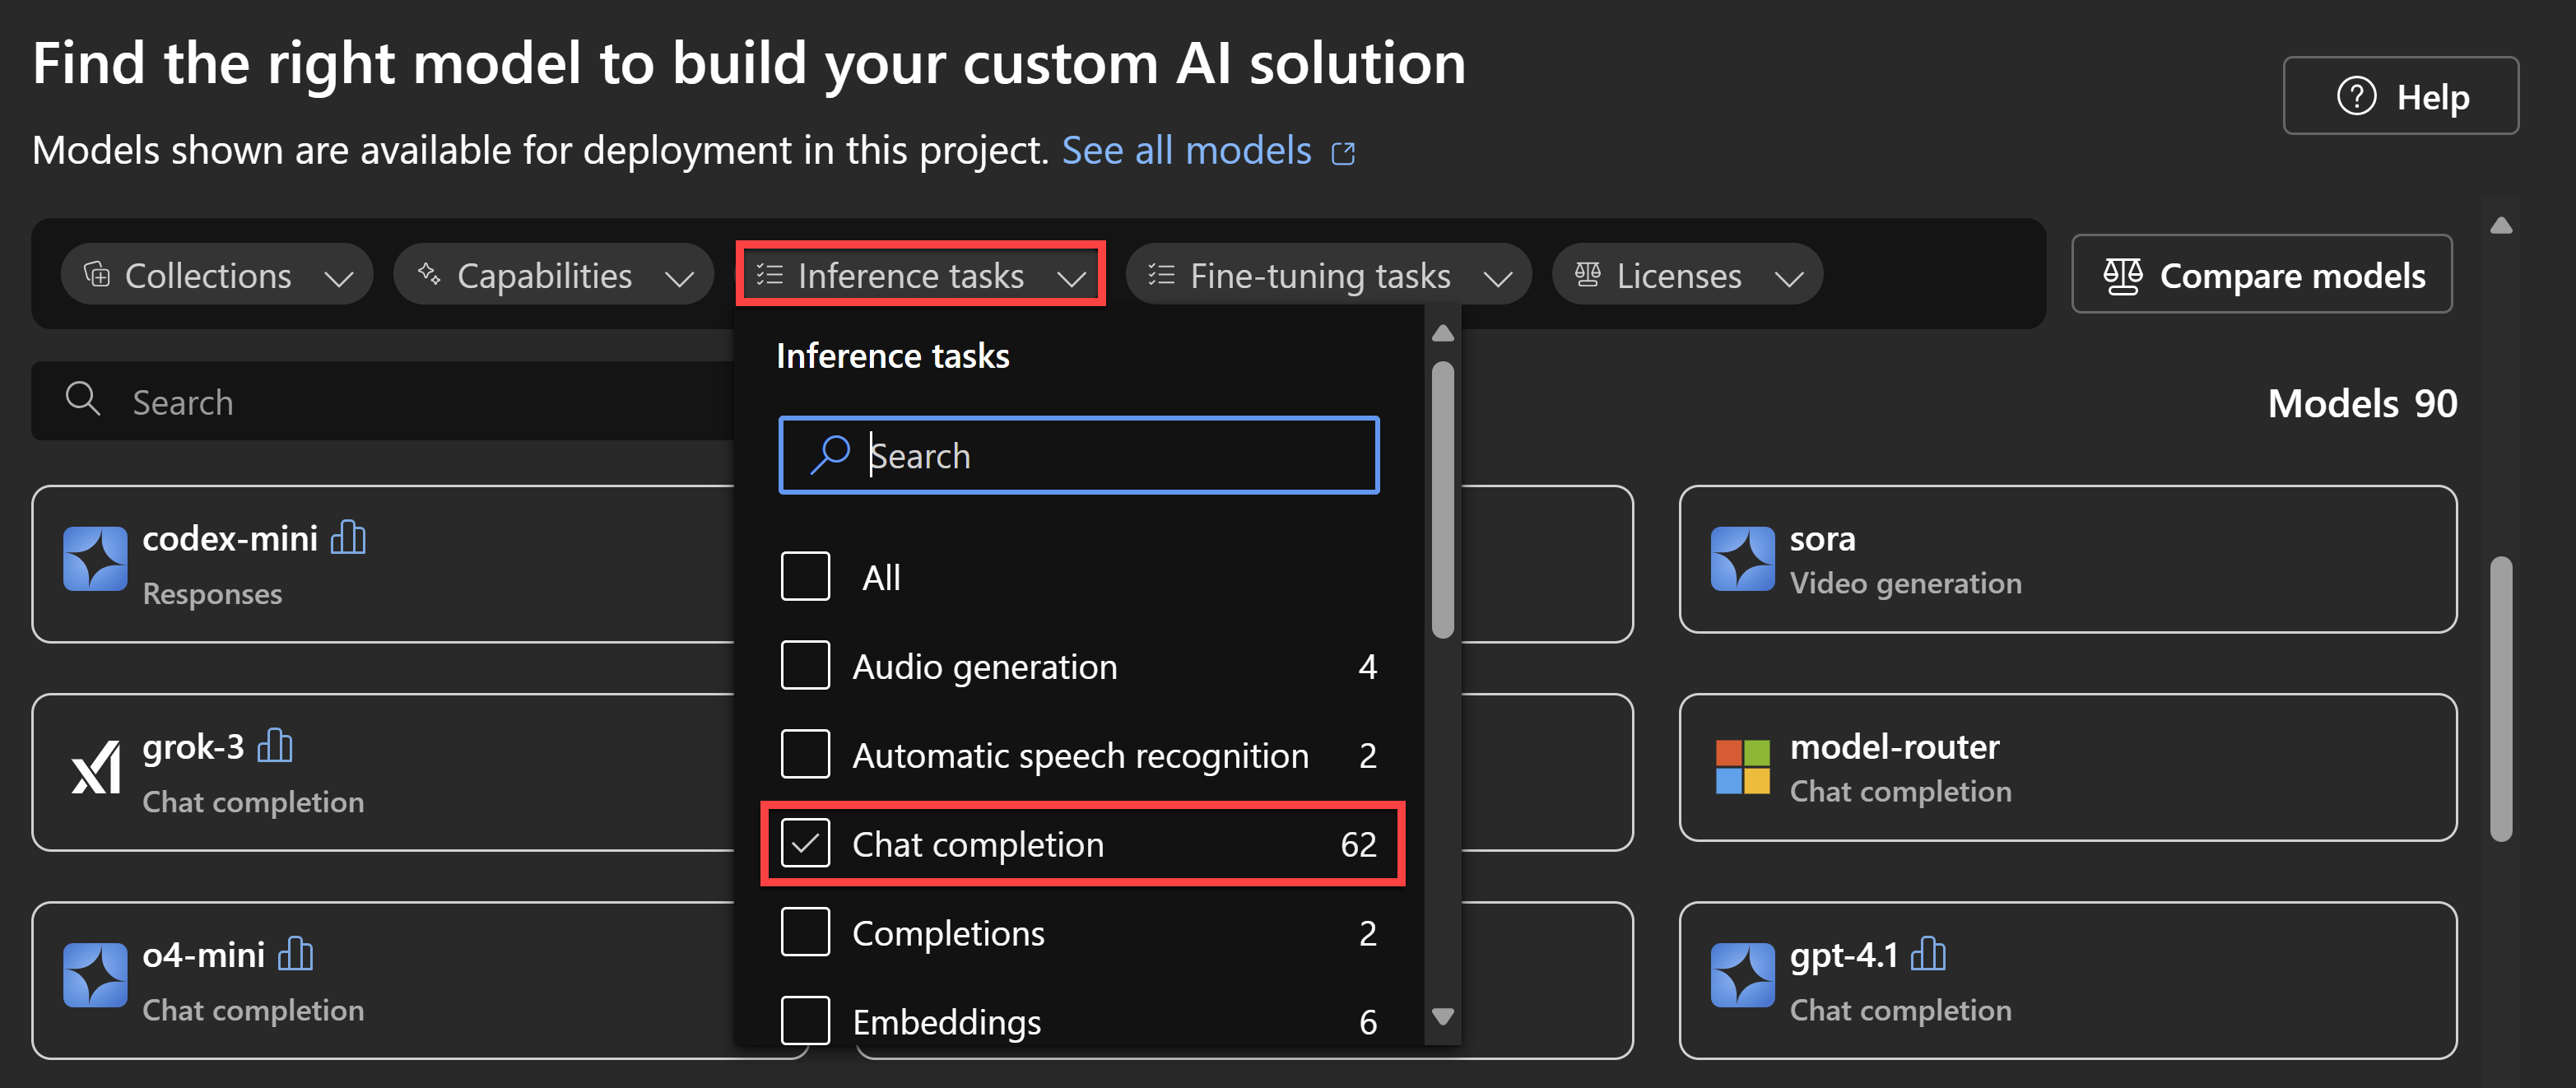 Find the right model to build your custom AI solution
Help
Models shown are available for deployment in this project. See all models
Collections
Capabilities
Inference tasks
Fine-tuning tasks
Licenses
Compare models
Search
Models 90
Inference tasks
Search
All
Audio generation 4
Automatic speech recognition 2
Chat completion 62
Completions 2
Embeddings 6
codex-mini
Responses
sora
Video generation
grok-3
Chat completion
model-router
Chat completion
o4-mini
Chat completion
gpt-4.1
Chat completion